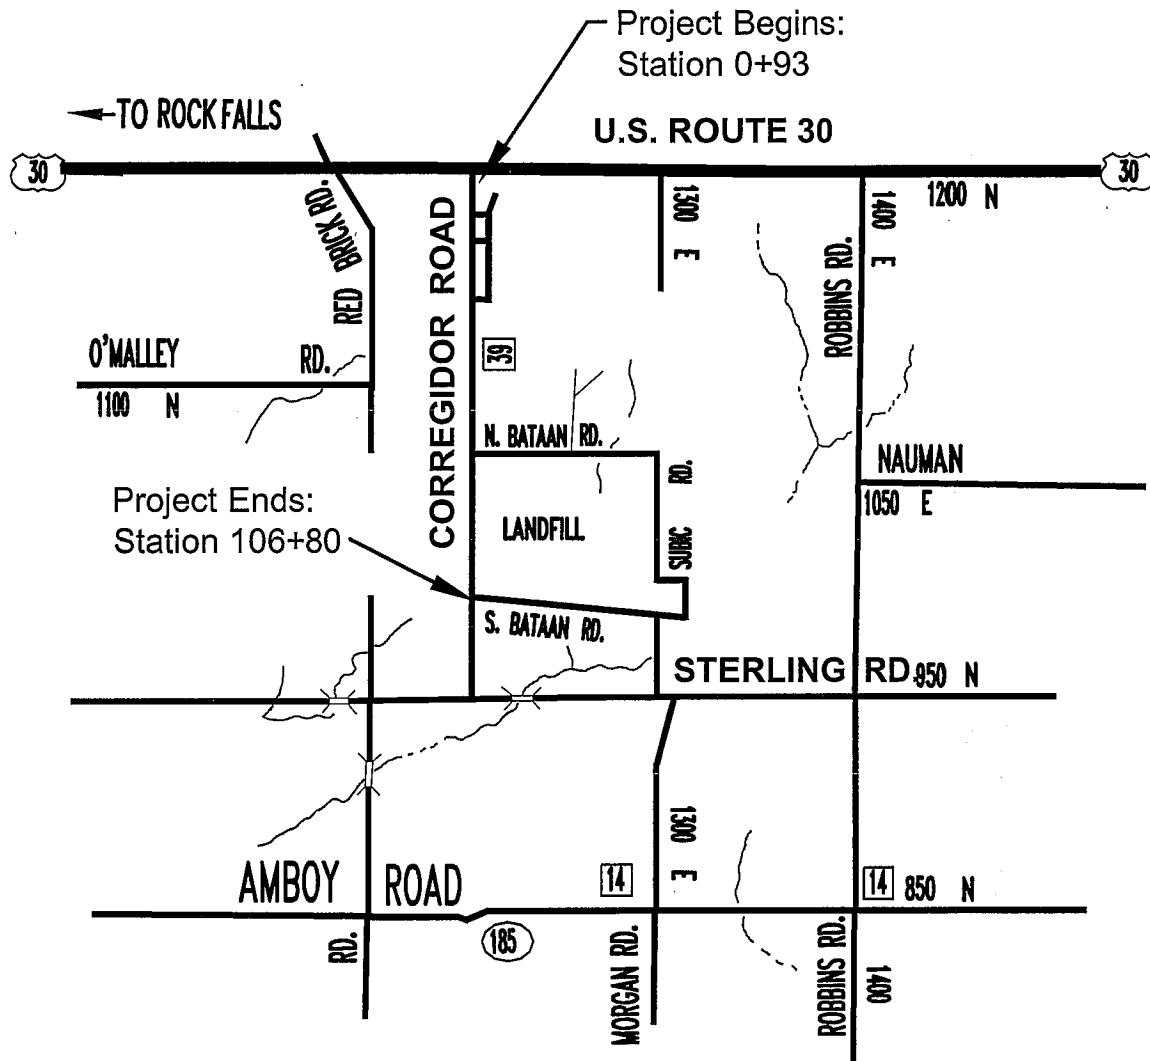 Project Begins:
Station 0+93
TO ROCK FALLS
U.S. ROUTE 30
30
30
1200 N
RED BRICK RD.
CORRIDOR ROAD
1300 E
1400 E
ROBBINS RD.
O'MALLEY RD.
1100 N
39
N. BATAAN RD.
SUBIC RD.
NAUMAN
1050 E
Project Ends:
Station 106+80
LANDFILL
S. BATAAN RD.
STERLING RD.
950 N
1300 E
AMBOY ROAD
14
14
850 N
185
RD.
MORGAN RD.
ROBBINS RD.
1400